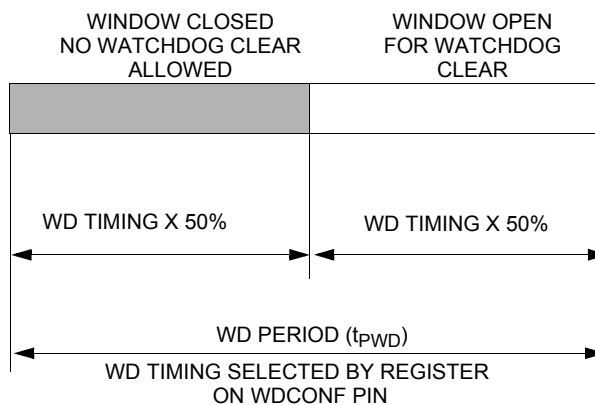 WINDOW CLOSED
NO WATCHDOG CLEAR
ALLOWED
WINDOW OPEN
FOR WATCHDOG
CLEAR
WD TIMING X 50%
WD TIMING X 50%
WD PERIOD (tPWD)
WD TIMING SELECTED BY REGISTER
ON WDCONF PIN